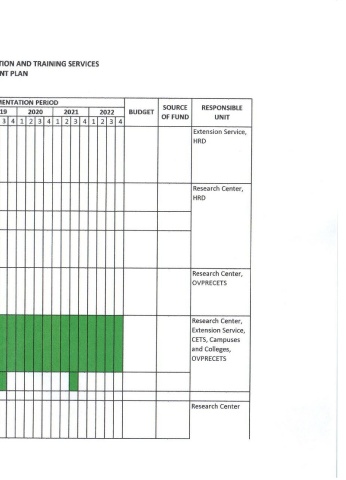 TION AND TRAINING SERVICES
NT PLAN
MENTATION PERIOD
19 2020 2021 2022 BUDGET SOURCE OF FUND RESPONSIBLE UNIT
3 4 1 2 3 4 1 2 3 4 1 2 3 4
Extension Service,
HRD
Research Center,
HRD
Research Center,
OVPRECETS
Research Center,
Extension Service,
CETS, Campuses
and Colleges,
OVPRECETS
Research Center